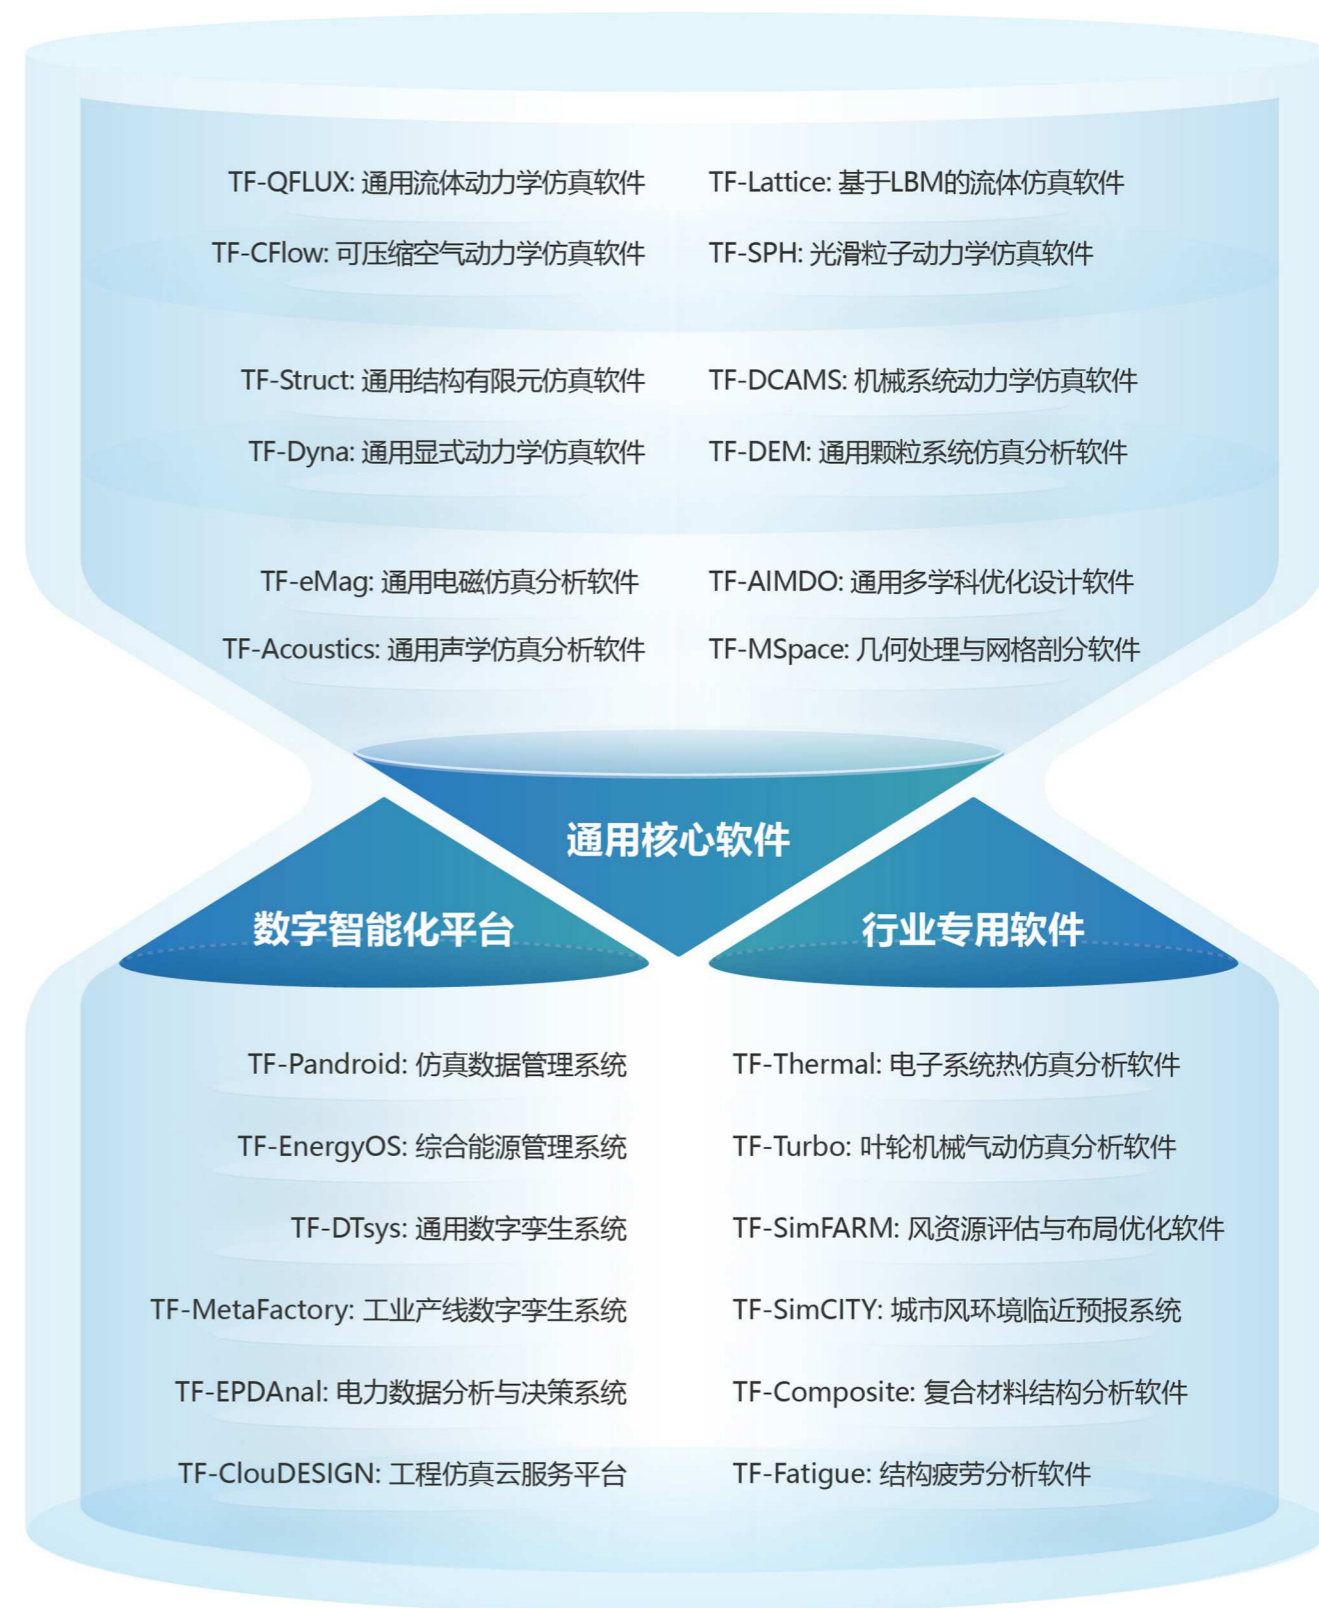 TF-QFLUX: 通用流体动力学仿真软件
TF-Lattice: 基于LBM的流体仿真软件
TF-CFlow: 可压缩空气动力学仿真软件
TF-SPH: 光滑粒子动力学仿真软件
TF-Struct: 通用结构有限元仿真软件
TF-DCAMS: 机械系统动力学仿真软件
TF-Dyna: 通用显式动力学仿真软件
TF-DEM: 通用颗粒系统仿真分析软件
TF-eMag: 通用电磁仿真分析软件
TF-AIMDO: 通用多学科优化设计软件
TF-Acoustics: 通用声学仿真分析软件
TF-MSpace: 几何处理与网格剖分软件
通用核心软件
数字智能化平台
行业专用软件
TF-Pandroid: 仿真数据管理系统
TF-Thermal: 电子系统热仿真分析软件
TF-EnergyOS: 综合能源管理系统
TF-Turbo: 叶轮机械气动仿真分析软件
TF-DTsys: 通用数字孪生系统
TF-SimFARM: 风资源评估与布局优化软件
TF-MetaFactory: 工业产线数字孪生系统
TF-SimCITY: 城市风环境临近预报系统
TF-EPDAnal: 电力数据分析与决策系统
TF-Composite: 复合材料结构分析软件
TF-ClouDESIGN: 工程仿真云服务平台
TF-Fatigue: 结构疲劳分析软件